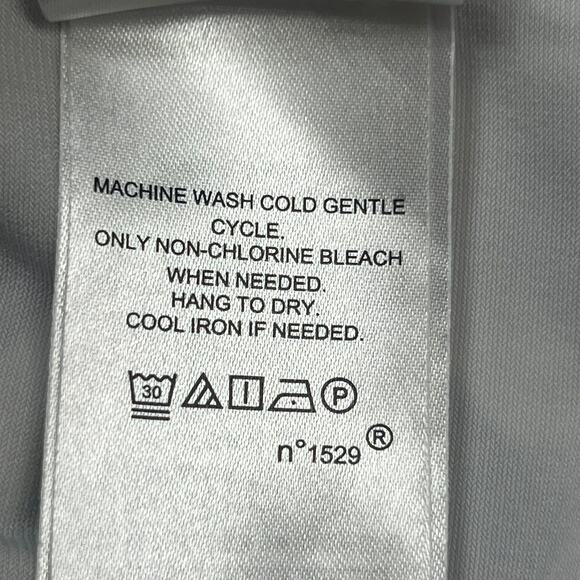 MACHINE WASH COLD GENTLE
CYCLE.
ONLY NON-CHLORINE BLEACH
WHEN NEEDED.
HANG TO DRY.
COOL IRON IF NEEDED.
30 P
n°1529®